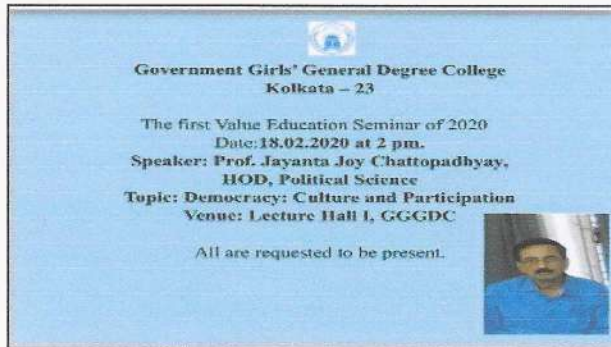 Government Girls' General Degree College
Kolkata – 23
The first Value Education Seminar of 2020
Date:18.02.2020 at 2 pm.
Speaker: Prof. Jayanta Joy Chattopadhyay,
HOD, Political Science
Topic: Democracy: Culture and Participation
Venue: Lecture Hall I, GGGDC
All are requested to be present.